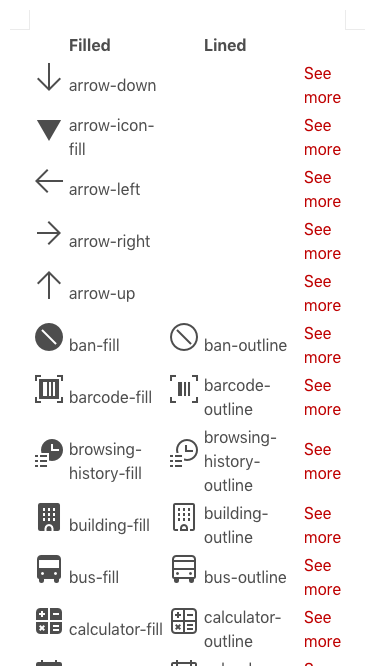 Filled Lined
arrow-down See
more
arrow-icon- See
fill more
arrow-left See
more
arrow-right See
more
arrow-up See
more
ban-fill ban-outline See
more
barcode-fill barcode- See
outline more
browsing- browsing- See
history-fill history- more
outline
building-fill building- See
outline more
bus-fill bus-outline See
more
calculator-fill calculator- See
outline more